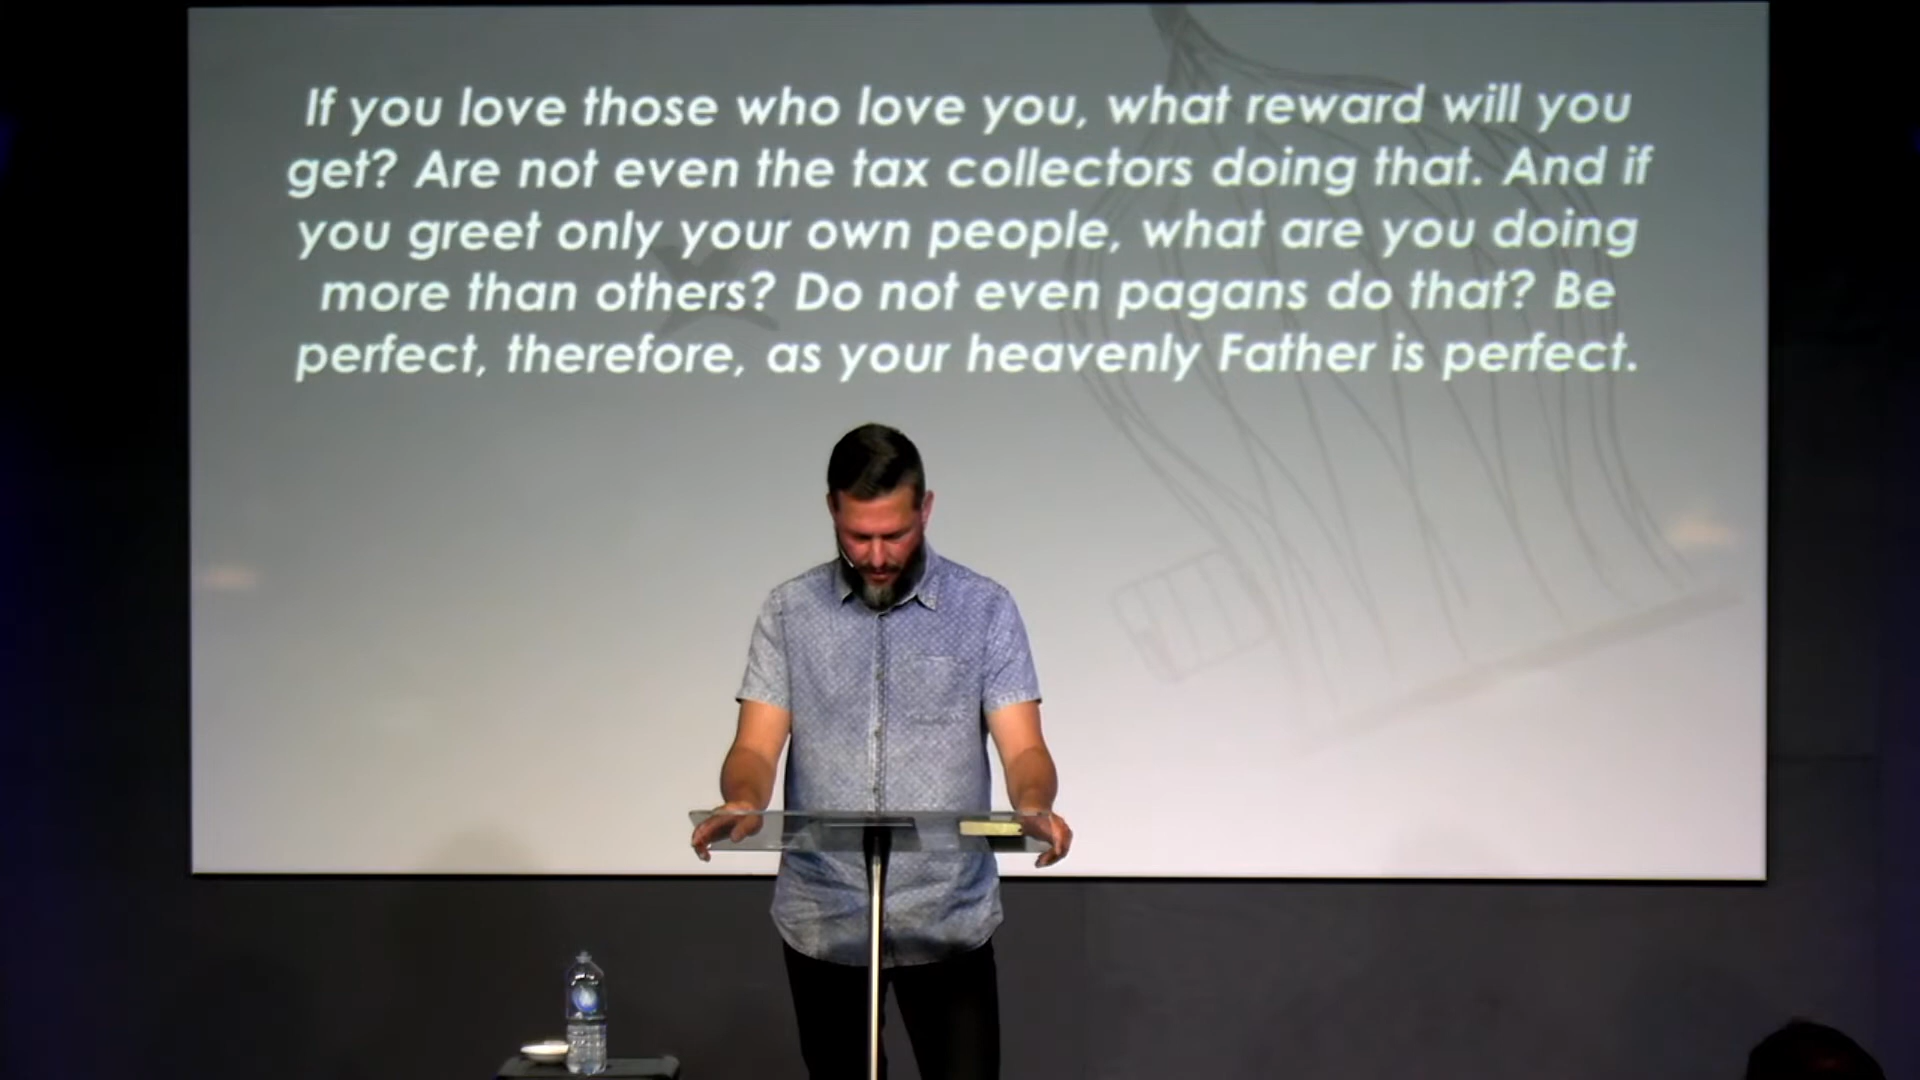 If you love those who love you, what reward will you
get? Are not even the tax collectors doing that. And if
you greet only your own people, what are you doing
more than others? Do not even pagans do that? Be
perfect, therefore, as your heavenly Father is perfect.